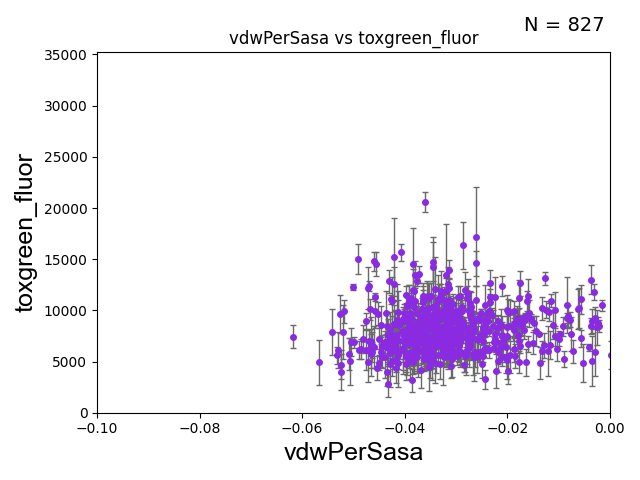 N = 827
vdwPerSasa vs toxgreen_fluor
35000
30000
25000
20000
15000
10000
5000
0
toxgreen_fluor
−0.10 −0.08 −0.06 −0.04 −0.02 0.00
vdwPerSasa